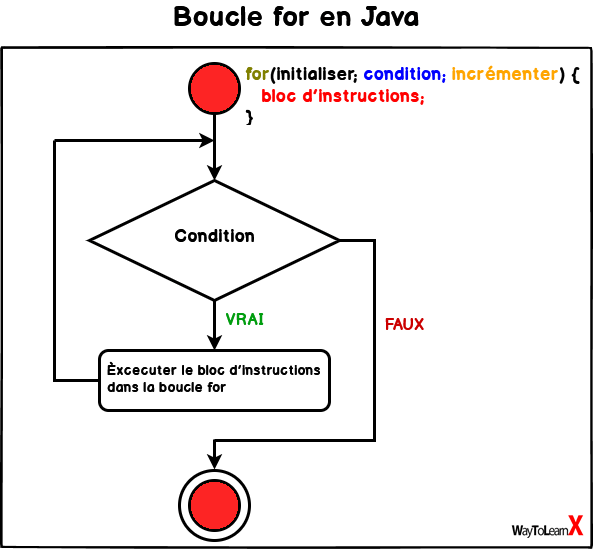 Boucle for en Java
for(initialiser; condition; incrémenter) {
bloc d'instructions;
}
Condition
VRAI
FAUX
Èxcecuter le bloc d'instructions
dans la boucle for
WayToLearnX